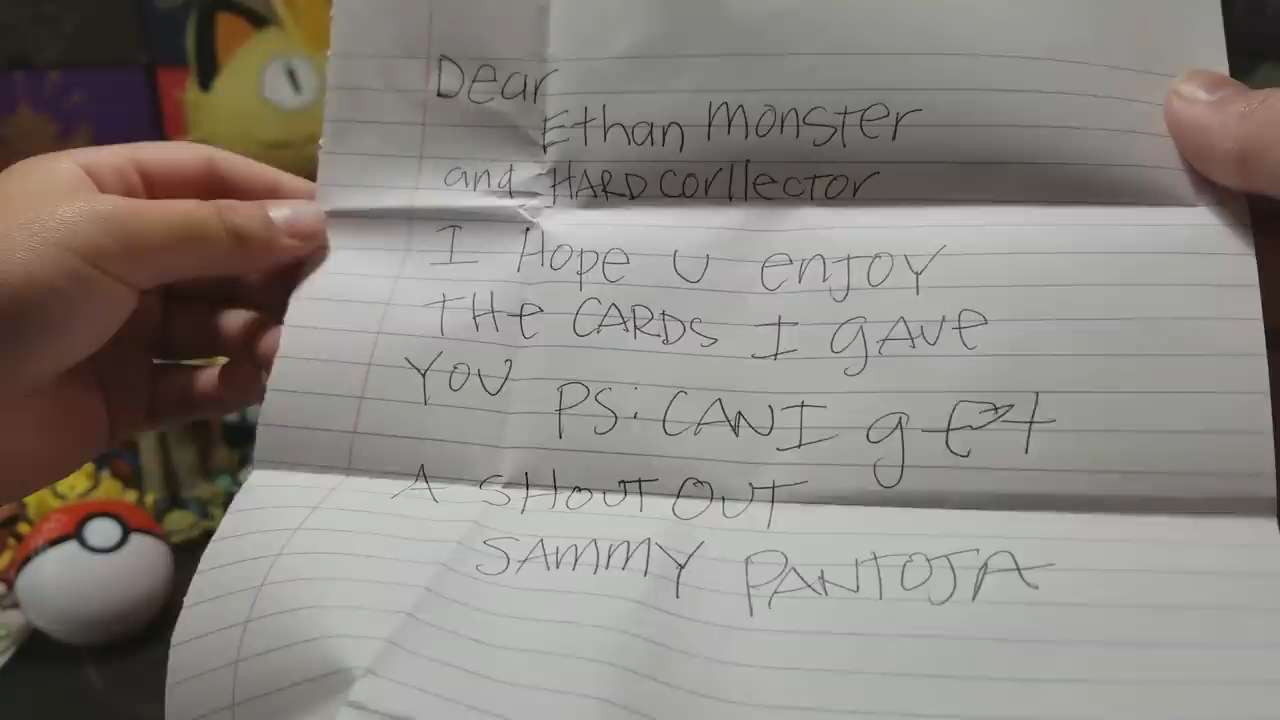 Dear
Ethan Monster
and HARD corllector
I Hope U enJoY
THe CARDS I gAVe
YOU PS: CAN I get
A SHOUT OUT
SAMMY PANTOJA